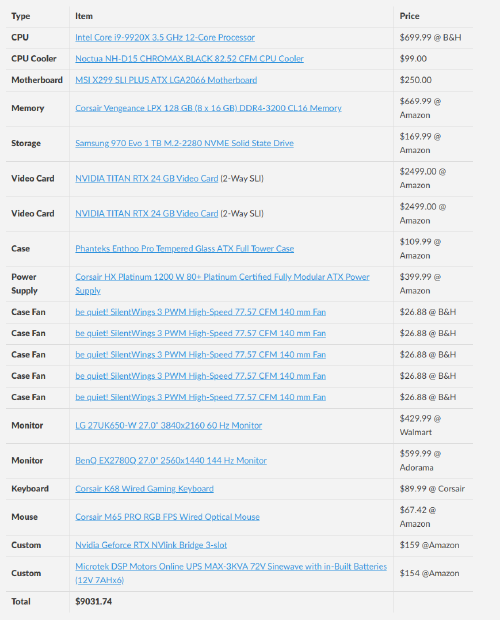 Type Item Price
CPU Intel Core i9-9920X 3.5 GHz 12-Core Processor $699.99 @ B&H
CPU Cooler Noctua NH-D15 CHROMAX.BLACK 82.52 CFM CPU Cooler $99.00
Motherboard MSI X299 SLI PLUS ATX LGA2066 Motherboard $250.00
Memory Corsair Vengeance LPX 128 GB (8 x 16 GB) DDR4-3200 CL16 Memory $669.99 @
Amazon
Storage Samsung 970 Evo 1 TB M.2-2280 NVME Solid State Drive $169.99 @
Amazon
Video Card NVIDIA TITAN RTX 24 GB Video Card (2-Way SLI) $2499.00 @
Amazon
Video Card NVIDIA TITAN RTX 24 GB Video Card (2-Way SLI) $2499.00 @
Amazon
Case Phanteks Enthoo Pro Tempered Glass ATX Full Tower Case $109.99 @
Amazon
Power Corsair HX Platinum 1200 W 80+ Platinum Certified Fully Modular ATX Power $399.99 @
Supply Supply Amazon
Case Fan be quiet! SilentWings 3 PWM High-Speed 77.57 CFM 140 mm Fan $26.88 @ B&H
Case Fan be quiet! SilentWings 3 PWM High-Speed 77.57 CFM 140 mm Fan $26.88 @ B&H
Case Fan be quiet! SilentWings 3 PWM High-Speed 77.57 CFM 140 mm Fan $26.88 @ B&H
Case Fan be quiet! SilentWings 3 PWM High-Speed 77.57 CFM 140 mm Fan $26.88 @ B&H
Case Fan be quiet! SilentWings 3 PWM High-Speed 77.57 CFM 140 mm Fan $26.88 @ B&H
Monitor LG 27UK650-W 27.0" 3840x2160 60 Hz Monitor $429.99 @
Walmart
Monitor BenQ EX2780Q 27.0" 2560x1440 144 Hz Monitor $599.99 @
Adorama
Keyboard Corsair K68 Wired Gaming Keyboard $89.99 @ Corsair
Mouse Corsair M65 PRO RGB FPS Wired Optical Mouse $67.42 @
Amazon
Custom Nvidia Geforce RTX NVlink Bridge 3-slot $159 @Amazon
Custom Microtek DSP Motors Online UPS MAX-3KVA 72V Sinewave with in-Built Batteries $154 @Amazon
(12V 7AHx6)
Total $9031.74